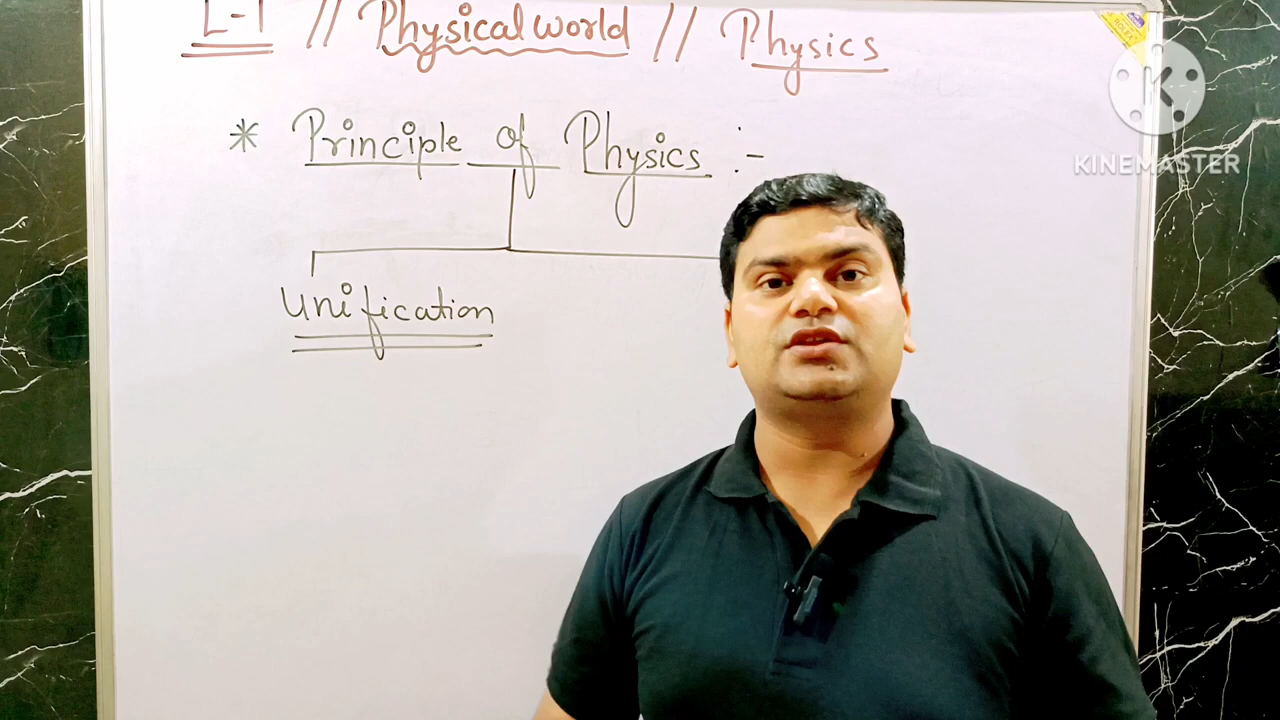 L-1 // Physical world // Physics
* Principle of Physics :-
Unification
K
KINEMASTER